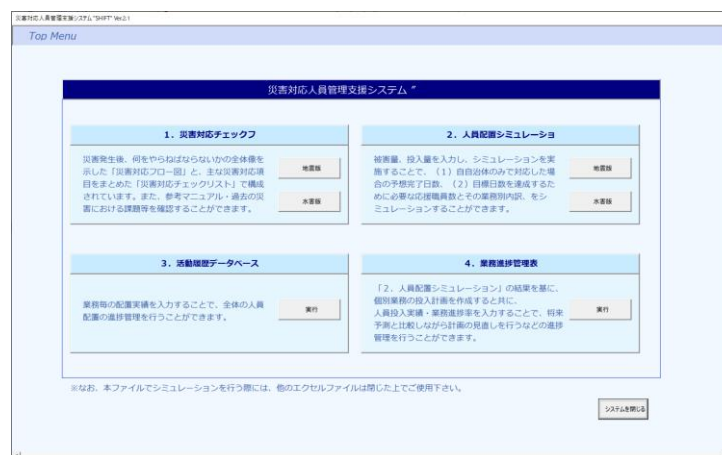 災害対応人員管理支援システム "SHIFT" Ver.2.1
Top Menu
災害対応人員管理支援システム "
1．災害対応チェックフ
災害発生後、何をやらねばならないかの全体像を
示した「災害対応フロー図」と、主な災害対応項
目をまとめた「災害対応チェックリスト」で構成
されています。また、参考マニュアル・過去の災
害における課題等を確認することができます。
地震版
水害版
2．人員配置シミュレーショ
被害量、投入量を入力し、シミュレーションを実
施することで、（1）自自治体のみで対応した場
合の予想完了日数、（2）目標日数を達成するた
めに必要な応援職員数とその業務別内訳、をシ
ミュレーションすることができます。
地震版
水害版
3．活動履歴データベース
業務毎の配置実績を入力することで、全体の人員
配置の進捗管理を行うことができます。
実行
4．業務進捗管理表
「2．人員配置シミュレーション」の結果を基に、
個別業務の投入計画を作成すると共に、
人員投入実績・業務進捗率を入力することで、将来
予測と比較しながら計画の見直しを行うなどの進捗
管理を行うことができます。
実行
※なお、本ファイルでシミュレーションを行う際には、他のエクセルファイルは閉じた上でご使用下さい。
システムを閉じる